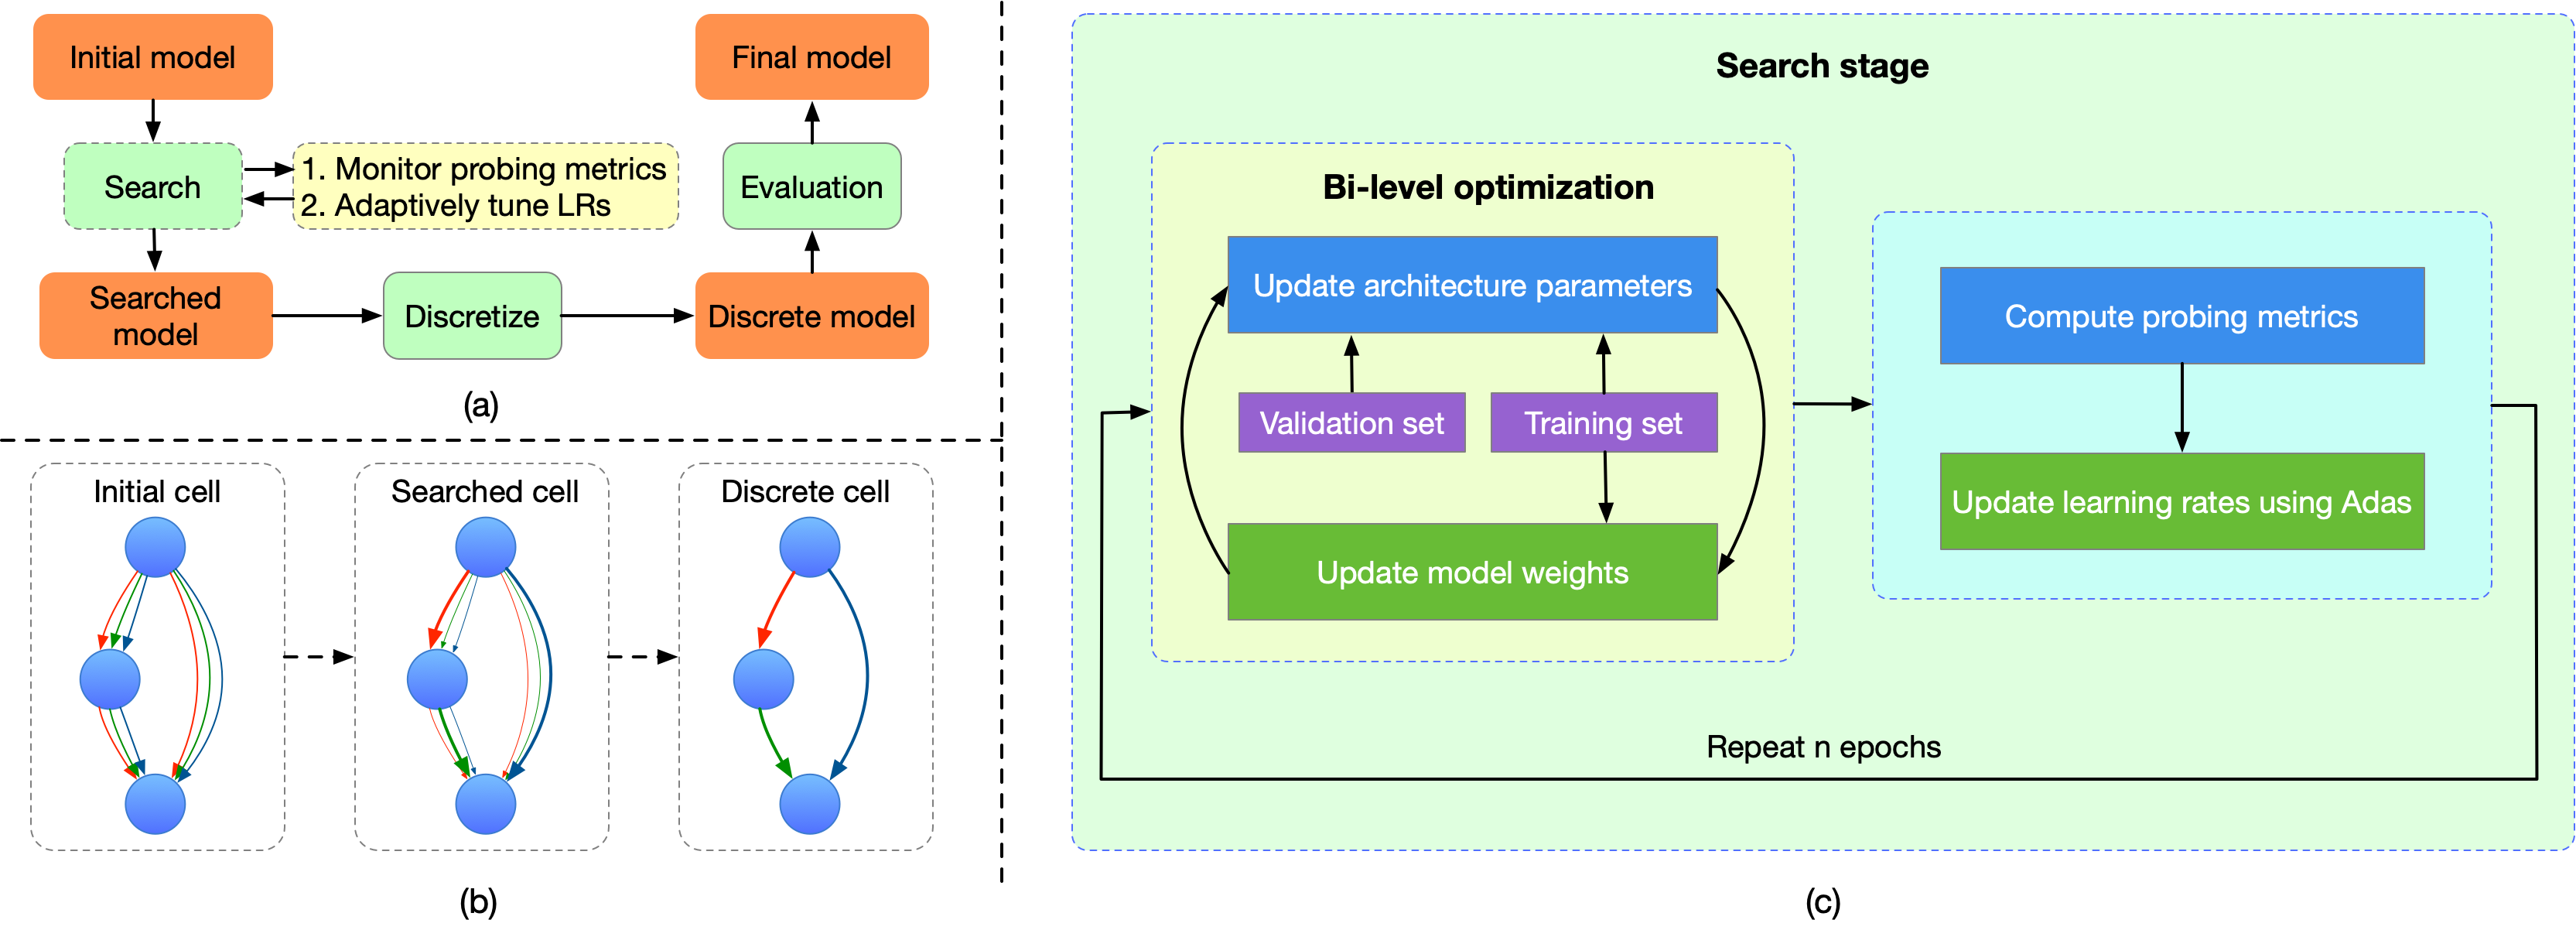 Initial model
Final model
Search
1. Monitor probing metrics
2. Adaptively tune LRs
Evaluation
Searched
model
Discretize
Discrete model
(a)
Initial cell
Searched cell
Discrete cell
(b)
Search stage
Bi-level optimization
Update architecture parameters
Validation set
Training set
Update model weights
Compute probing metrics
Update learning rates using Adas
Repeat n epochs
(c)